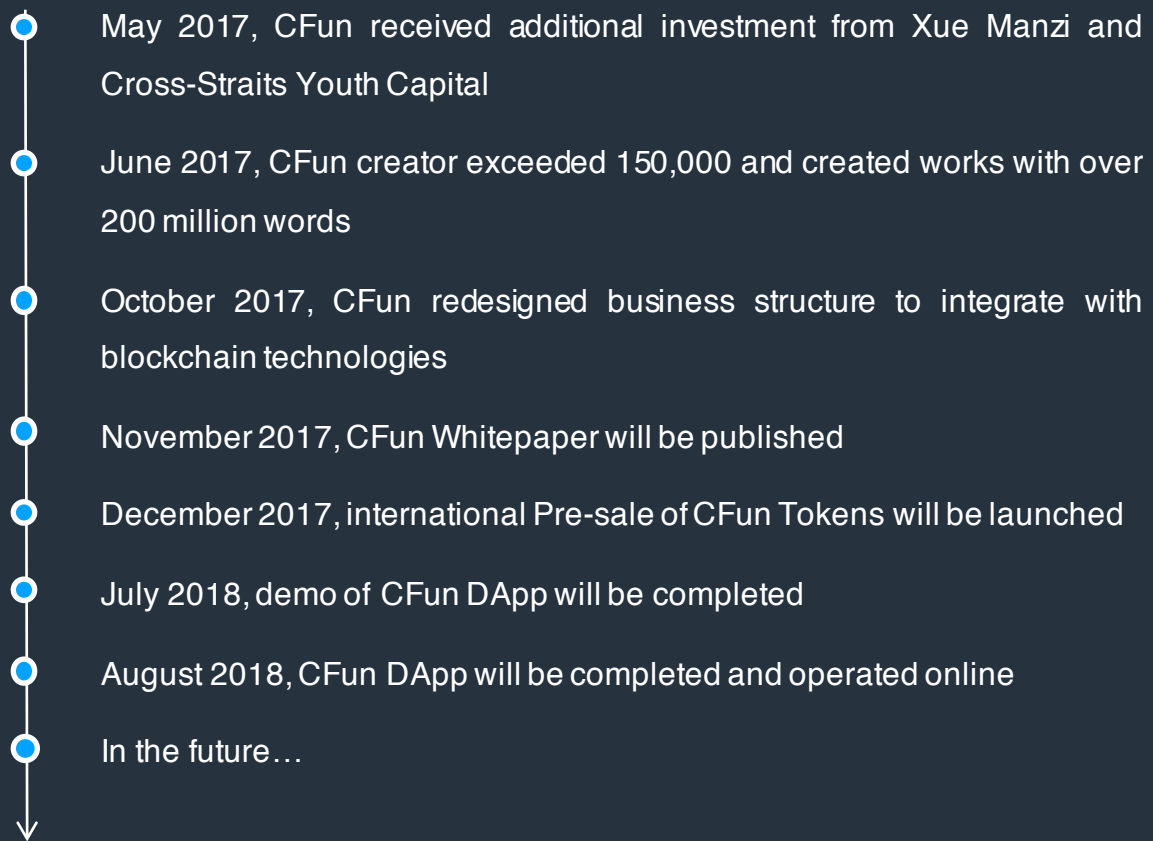 May 2017, CFun received additional investment from Xue Manzi and
Cross-Straits Youth Capital
June 2017, CFun creator exceeded 150,000 and created works with over
200 million words
October 2017, CFun redesigned business structure to integrate with
blockchain technologies
November 2017, CFun Whitepaper will be published
December 2017, international Pre-sale of CFun Tokens will be launched
July 2018, demo of CFun DApp will be completed
August 2018, CFun DApp will be completed and operated online
In the future…